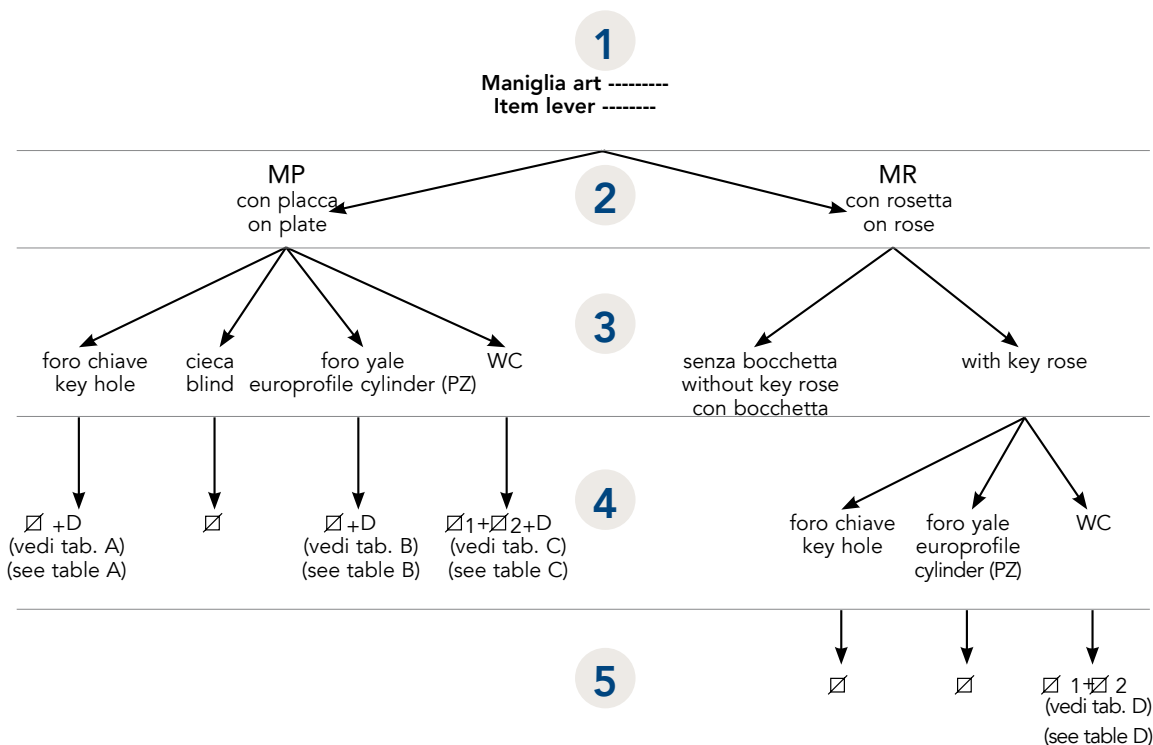 1
Maniglia art ---------
Item lever --------
MP
con placca
on plate
2
MR
con rosetta
on rose
3
foro chiave
key hole
cieca
blind
foro yale
europrofile cylinder (PZ)
WC
senza bocchetta
without key rose
con bocchetta
with key rose
4
⍁ +D
(vedi tab. A)
(see table A)
⍁
⍁ +D
(vedi tab. B)
(see table B)
⍁1+⍁2+D
(vedi tab. C)
(see table C)
foro chiave
key hole
foro yale
europrofile
cylinder (PZ)
WC
5
⍁
⍁
⍁ 1+⍁ 2
(vedi tab. D)
(see table D)